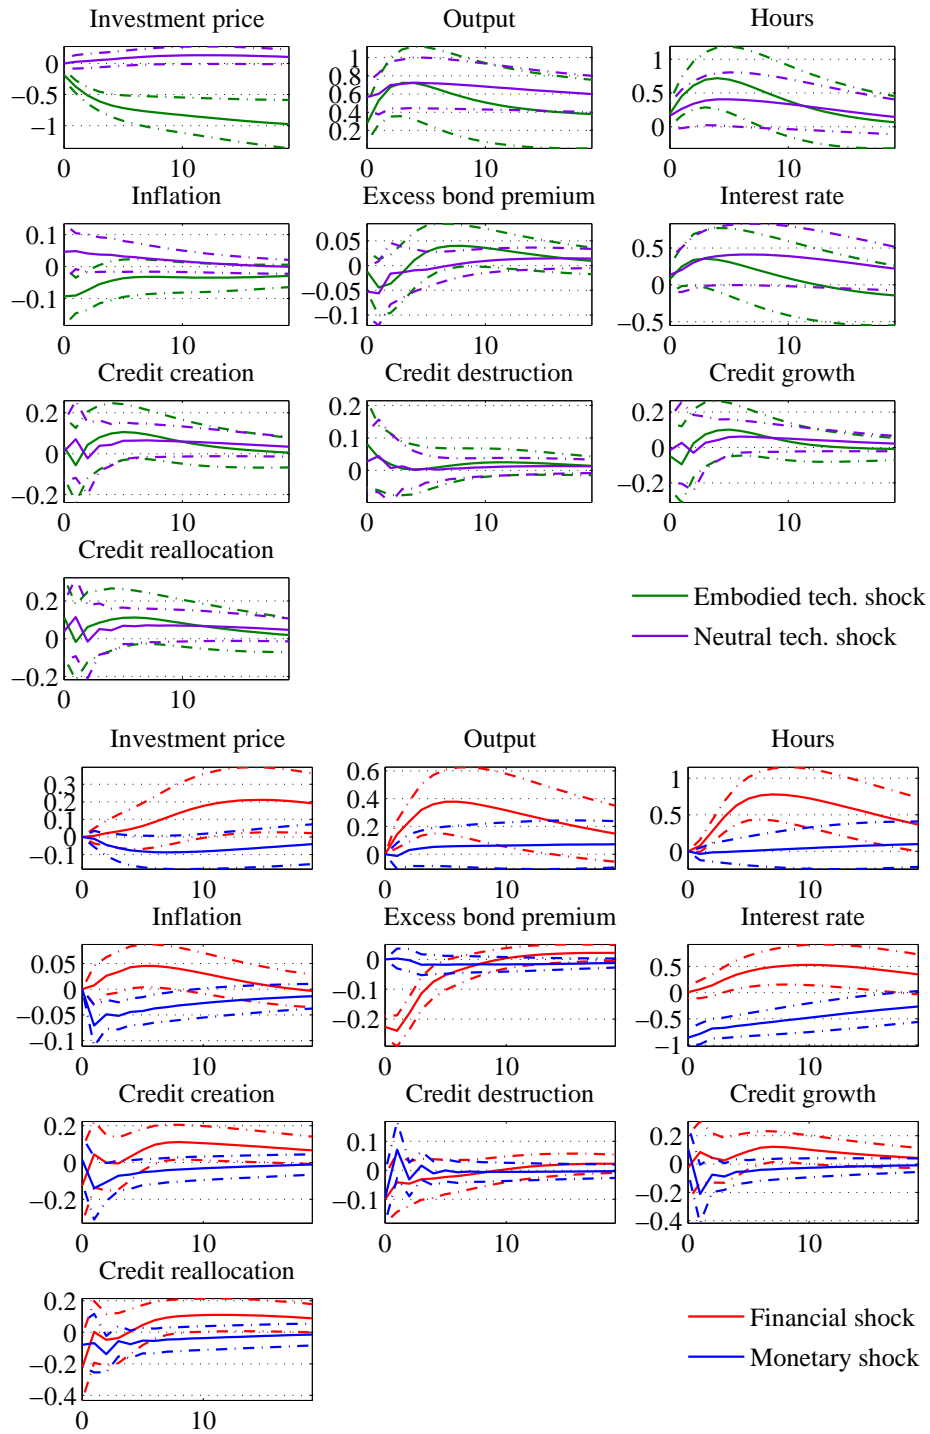 Investment price Output Hours
0 −0.5 −1
1 0.8 0.6 0.4 0.2
1 0.5 0
0 10 0 10 0 10
Inflation Excess bond premium Interest rate
0.1 0 −0.1
0.05 0 −0.05 −0.1
0.5 0 −0.5
0 10 0 10 0 10
Credit creation Credit destruction Credit growth
0.2 0 −0.2
0.2 0.1 0
0.2 0 −0.2
0 10 0 10 0 10
Credit reallocation
0.2 0 −0.2
0 10
Embodied tech. shock
Neutral tech. shock
Investment price Output Hours
0.3 0.2 0.1 0 −0.1
0.6 0.4 0.2 0
1 0.5 0
0 10 0 10 0 10
Inflation Excess bond premium Interest rate
0.05 0 −0.05 −0.1
0 −0.1 −0.2
0.5 0 −0.5 −1
0 10 0 10 0 10
Credit creation Credit destruction Credit growth
0.2 0 −0.2
0.1 0 −0.1
0.2 0 −0.2 −0.4
0 10 0 10 0 10
Credit reallocation
0.2 0 −0.2 −0.4
0 10
Financial shock
Monetary shock